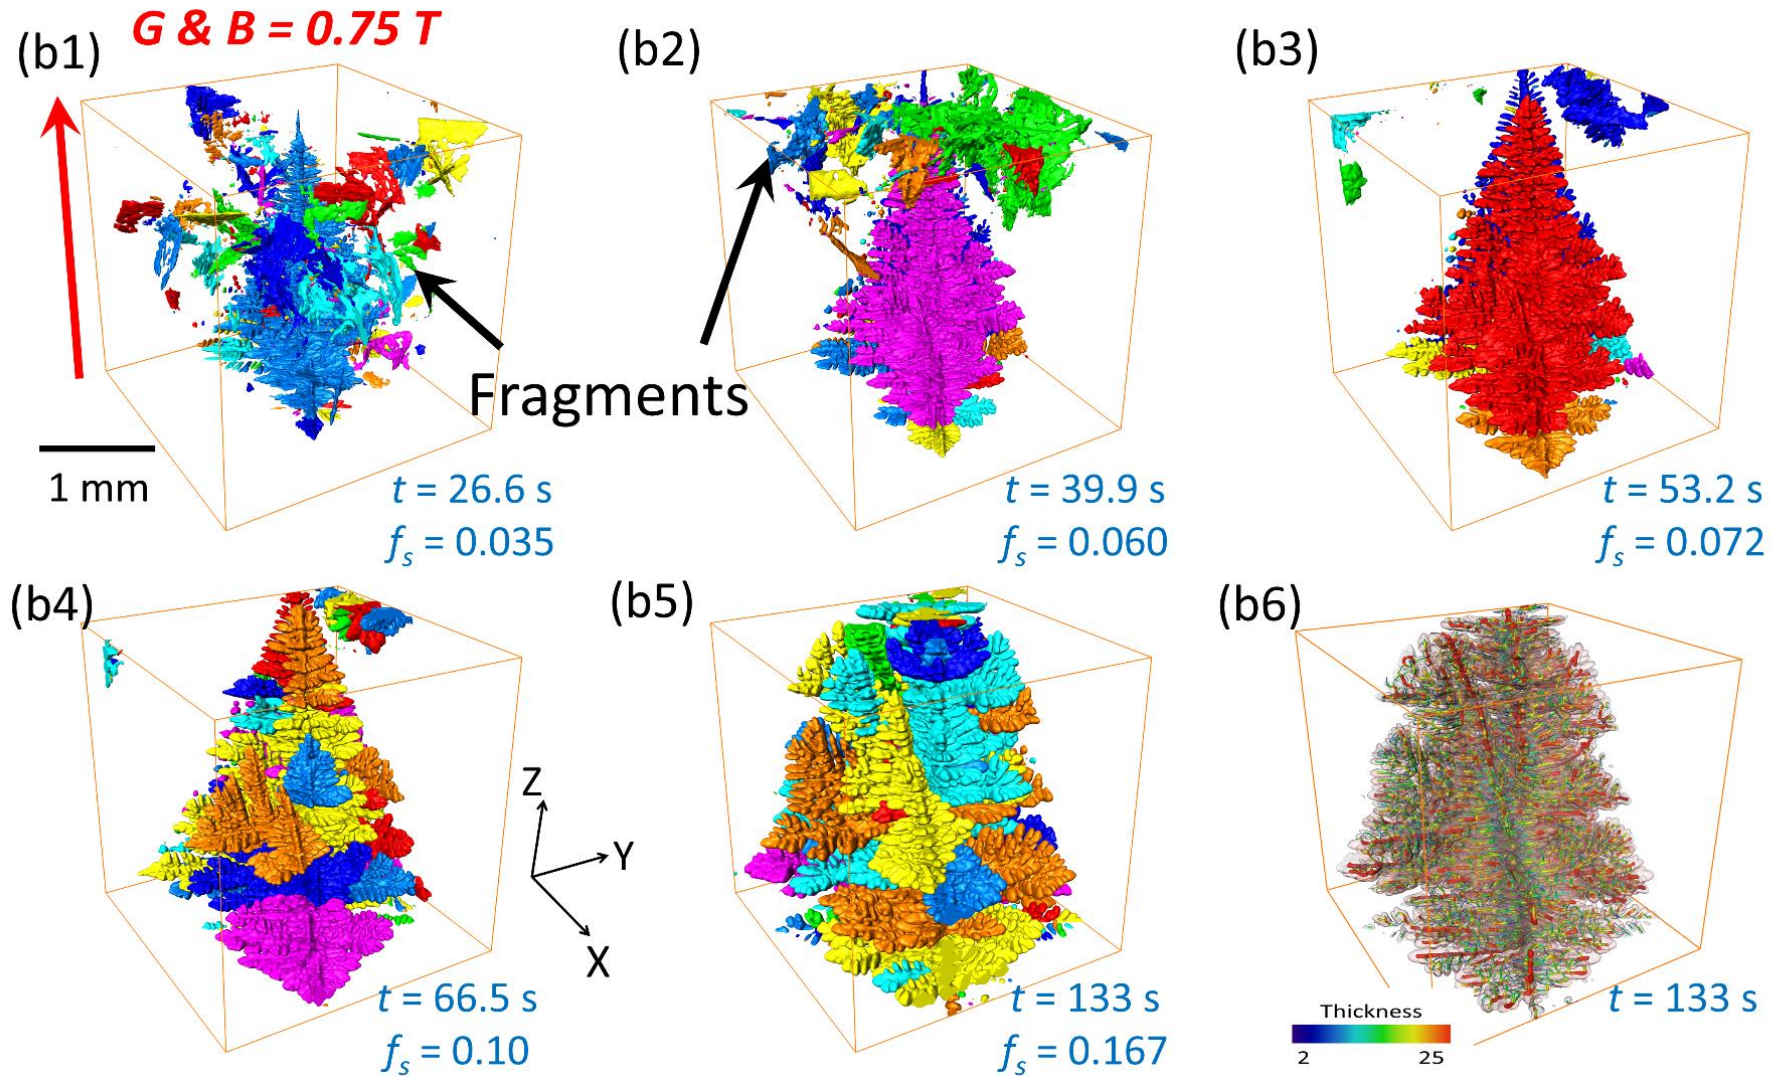 G & B = 0.75 T
(b1)
(b2)
(b3)
Fragments
1 mm
t = 26.6 s
fs = 0.035
t = 39.9 s
fs = 0.060
t = 53.2 s
fs = 0.072
(b4)
(b5)
(b6)
Z
Y
X
t = 66.5 s
fs = 0.10
t = 133 s
fs = 0.167
t = 133 s
Thickness
2 25